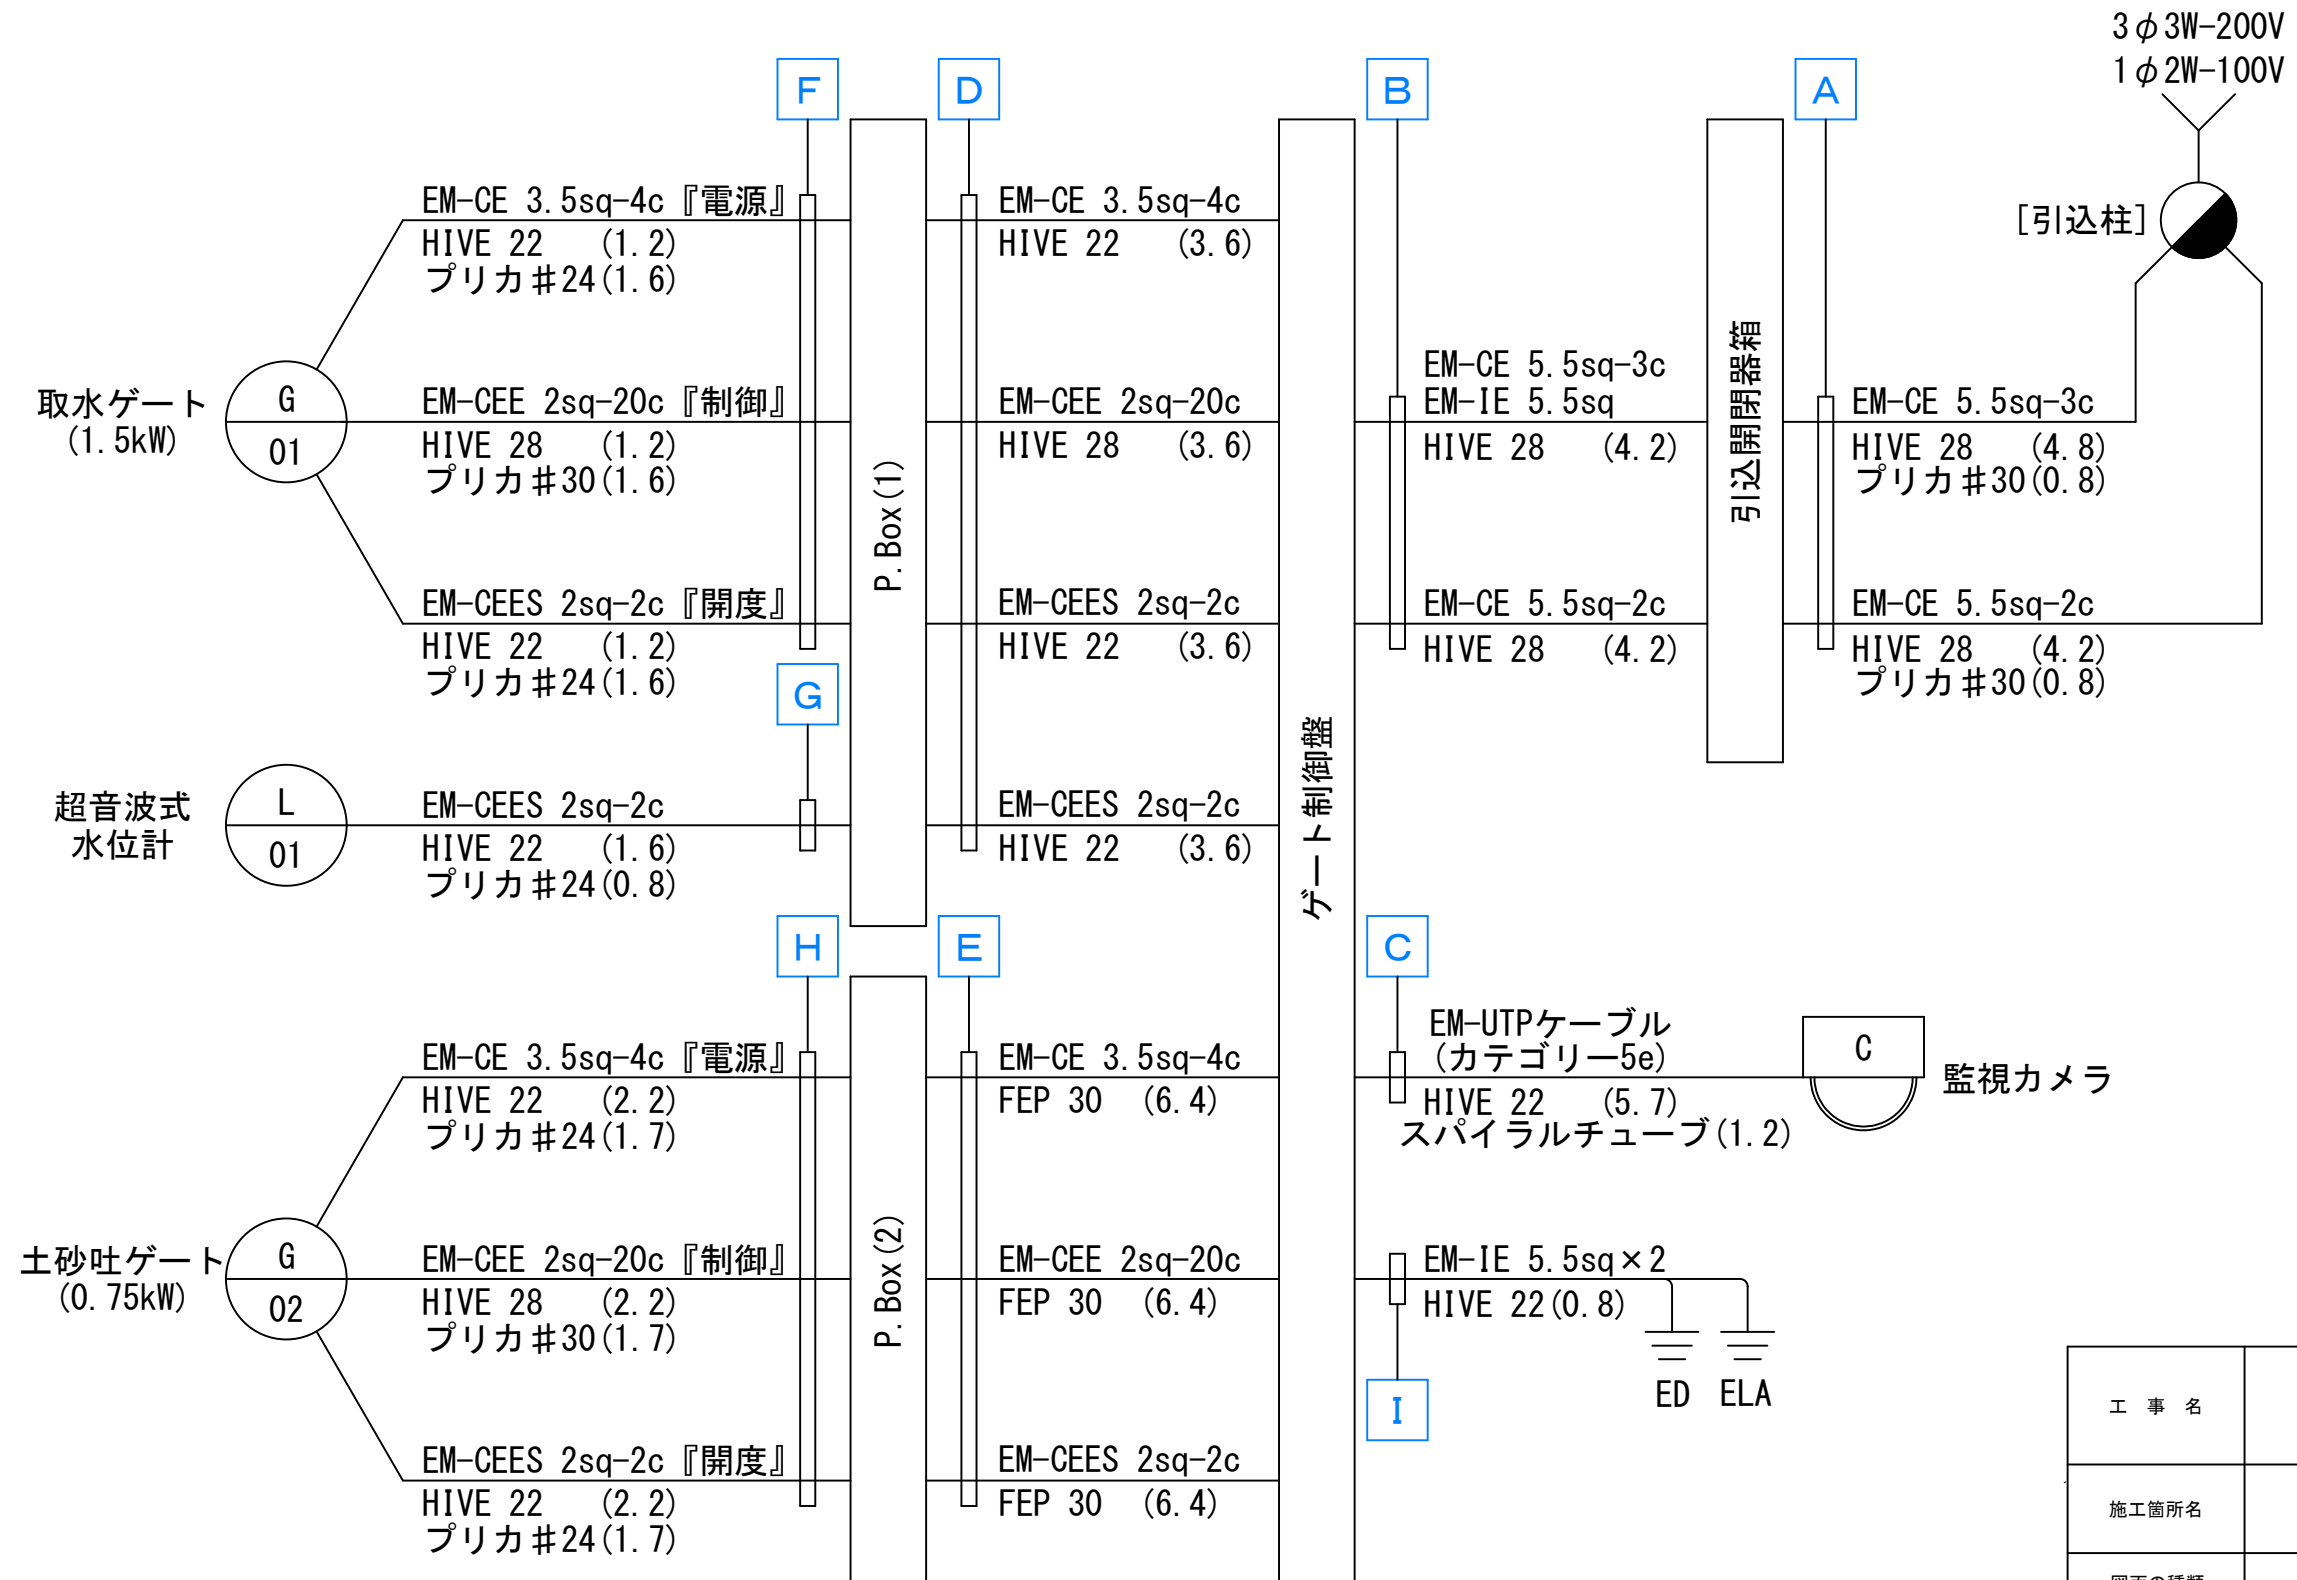 3φ3W-200V
1φ2W-100V
[引込柱]
F
D
B
A
EM-CE 3.5sq-4c『電源』
HIVE 22 (1.2)
プリカ♯24(1.6)
EM-CE 3.5sq-4c
HIVE 22 (3.6)
取水ゲート
(1.5kW)
G
01
EM-CEE 2sq-20c『制御』
HIVE 28 (1.2)
プリカ♯30(1.6)
P.Box(1)
EM-CEE 2sq-20c
HIVE 28 (3.6)
EM-CE 5.5sq-3c
EM-IE 5.5sq
HIVE 28 (4.2)
引込開閉器箱
EM-CE 5.5sq-3c
HIVE 28 (4.8)
プリカ♯30(0.8)
EM-CEES 2sq-2c『開度』
HIVE 22 (1.2)
プリカ♯24(1.6)
EM-CEES 2sq-2c
HIVE 22 (3.6)
EM-CE 5.5sq-2c
HIVE 28 (4.2)
EM-CE 5.5sq-2c
HIVE 28 (4.2)
プリカ♯30(0.8)
G
超音波式
水位計
L
01
EM-CEES 2sq-2c
HIVE 22 (1.6)
プリカ♯24(0.8)
EM-CEES 2sq-2c
HIVE 22 (3.6)
ゲート制御盤
H
E
C
EM-CE 3.5sq-4c『電源』
HIVE 22 (2.2)
プリカ♯24(1.7)
EM-CE 3.5sq-4c
FEP 30 (6.4)
EM-UTPケーブル
(カテゴリー5e)
HIVE 22 (5.7)
スパイラルチューブ(1.2)
C
監視カメラ
土砂吐ゲート
(0.75kW)
G
02
EM-CEE 2sq-20c『制御』
HIVE 28 (2.2)
プリカ♯30(1.7)
P.Box(2)
EM-CEE 2sq-20c
FEP 30 (6.4)
EM-IE 5.5sq×2
HIVE 22(0.8)
ED
ELA
I
EM-CEES 2sq-2c『開度』
HIVE 22 (2.2)
プリカ♯24(1.7)
EM-CEES 2sq-2c
FEP 30 (6.4)
工 事 名
施工箇所名
図面の種類